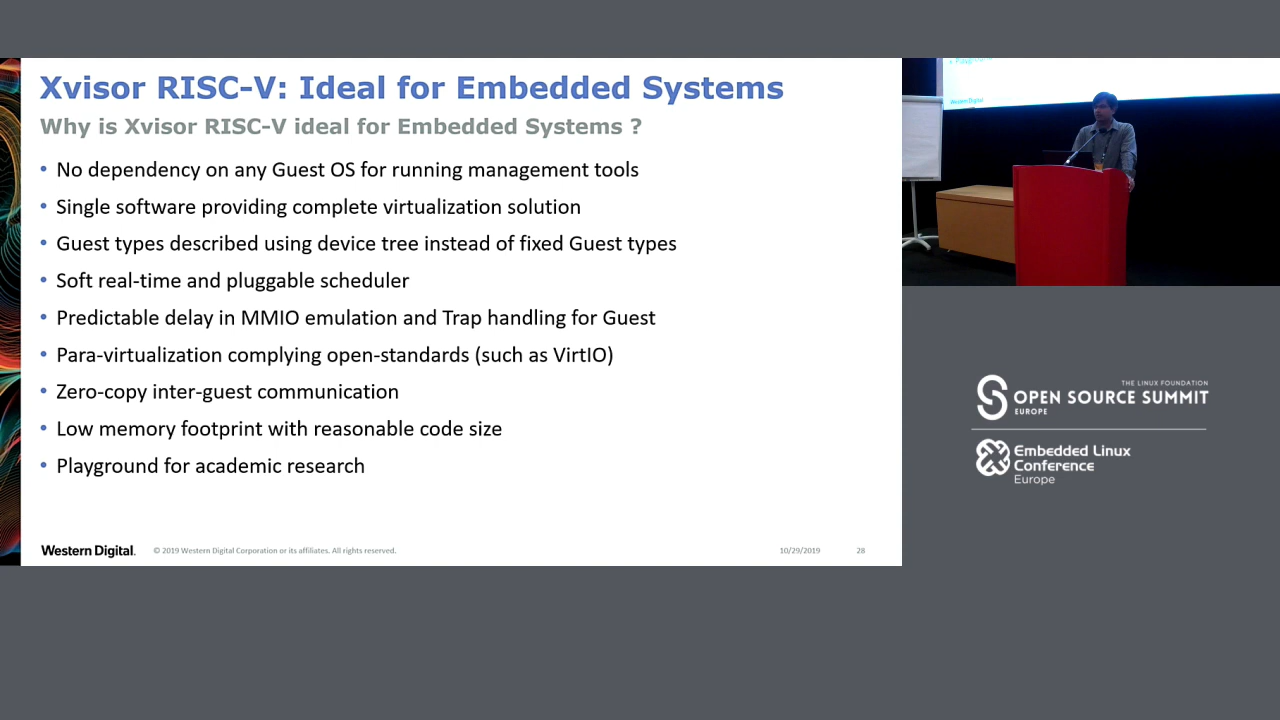 Xvisor RISC-V: Ideal for Embedded Systems
Why is Xvisor RISC-V ideal for Embedded Systems ?
• No dependency on any Guest OS for running management tools
• Single software providing complete virtualization solution
• Guest types described using device tree instead of fixed Guest types
• Soft real-time and pluggable scheduler
• Predictable delay in MMIO emulation and Trap handling for Guest
• Para-virtualization complying open-standards (such as VirtIO)
• Zero-copy inter-guest communication
• Low memory footprint with reasonable code size
• Playground for academic research
Western Digital.
© 2019 Western Digital Corporation or its affiliates. All rights reserved.
10/29/2019
28
Western Digital
THE LINUX FOUNDATION
OPEN SOURCE SUMMIT
EUROPE
Embedded Linux
Conference
Europe